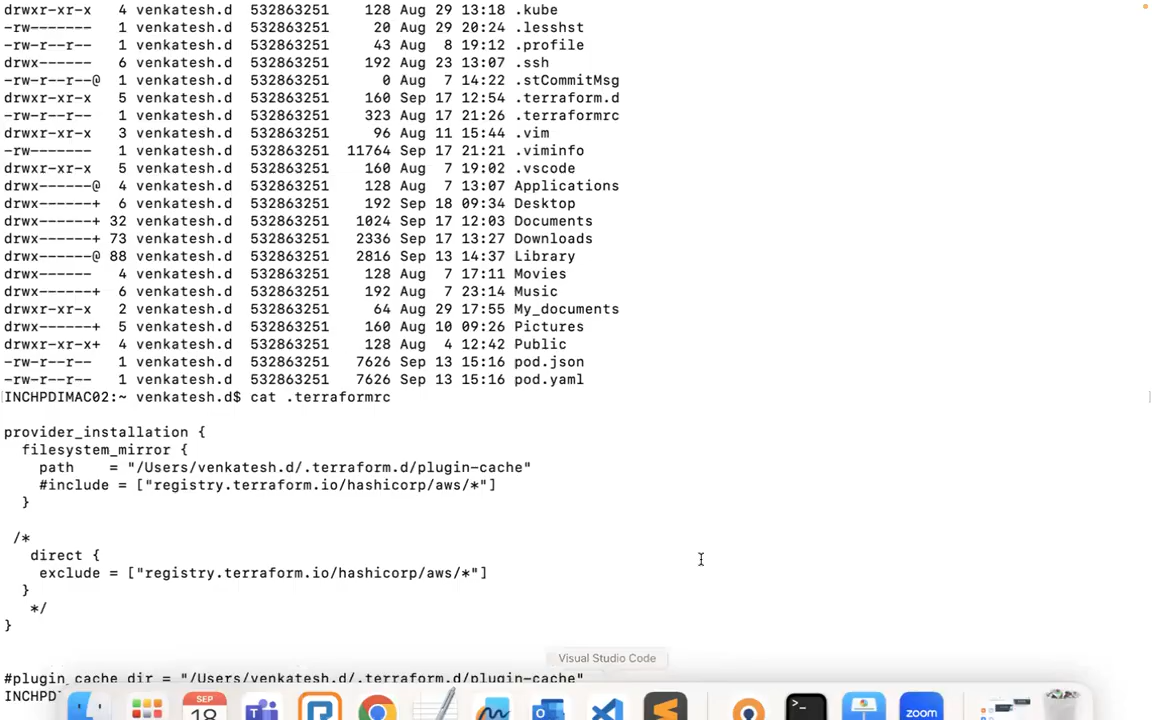 drwxr-xr-x   4 venkatesh.d  532863251    128 Aug 29 13:18 .kube
-rw-------   1 venkatesh.d  532863251     20 Aug 29 20:24 .lesshst
-rw-r--r--   1 venkatesh.d  532863251     43 Aug  8 19:12 .profile
drwx------   6 venkatesh.d  532863251    192 Aug 23 13:07 .ssh
-rw-r--r--@  1 venkatesh.d  532863251      0 Aug  7 14:22 .stCommitMsg
drwxr-xr-x   5 venkatesh.d  532863251    160 Sep 17 12:54 .terraform.d
-rw-r--r--   1 venkatesh.d  532863251    323 Aug 17 21:26 .terraformrc
drwxr-xr-x   3 venkatesh.d  532863251     96 Aug 11 15:44 .vim
-rw-------   1 venkatesh.d  532863251  11764 Sep 17 21:21 .viminfo
drwxr-xr-x   5 venkatesh.d  532863251    160 Aug  7 19:02 .vscode
drwx------@  4 venkatesh.d  532863251    128 Aug  7 13:07 Applications
drwx------+  6 venkatesh.d  532863251    192 Sep 18 09:34 Desktop
drwx------+ 32 venkatesh.d  532863251   1024 Sep 17 12:03 Documents
drwx------+ 73 venkatesh.d  532863251   2336 Sep 17 13:27 Downloads
drwx------@ 88 venkatesh.d  532863251   2816 Sep 13 14:37 Library
drwx------   4 venkatesh.d  532863251    128 Aug  7 17:11 Movies
drwx------+  6 venkatesh.d  532863251    192 Aug  7 23:14 Music
drwxr-xr-x   2 venkatesh.d  532863251     64 Aug 29 17:55 My_documents
drwx------+  5 venkatesh.d  532863251    160 Aug 10 09:26 Pictures
drwxr-xr-x+  4 venkatesh.d  532863251    128 Aug  4 12:42 Public
-rw-r--r--   1 venkatesh.d  532863251   7626 Sep 13 15:16 pod.json
-rw-r--r--   1 venkatesh.d  532863251   7626 Sep 13 15:16 pod.yaml
INCHPDIMAC02:~ venkatesh.d$ cat .terraformrc
provider_installation {
  filesystem_mirror {
    path    = "/Users/venkatesh.d/.terraform.d/plugin-cache"
    #include = ["registry.terraform.io/hashicorp/aws/*"]
  }
 /*
   direct {
    exclude = ["registry.terraform.io/hashicorp/aws/*"]
  }
   */
}
Visual Studio Code
#plugin_cache_dir = "/Users/venkatesh.d/.terraform.d/plugin-cache"
INCHPD
SEP
18
zoom